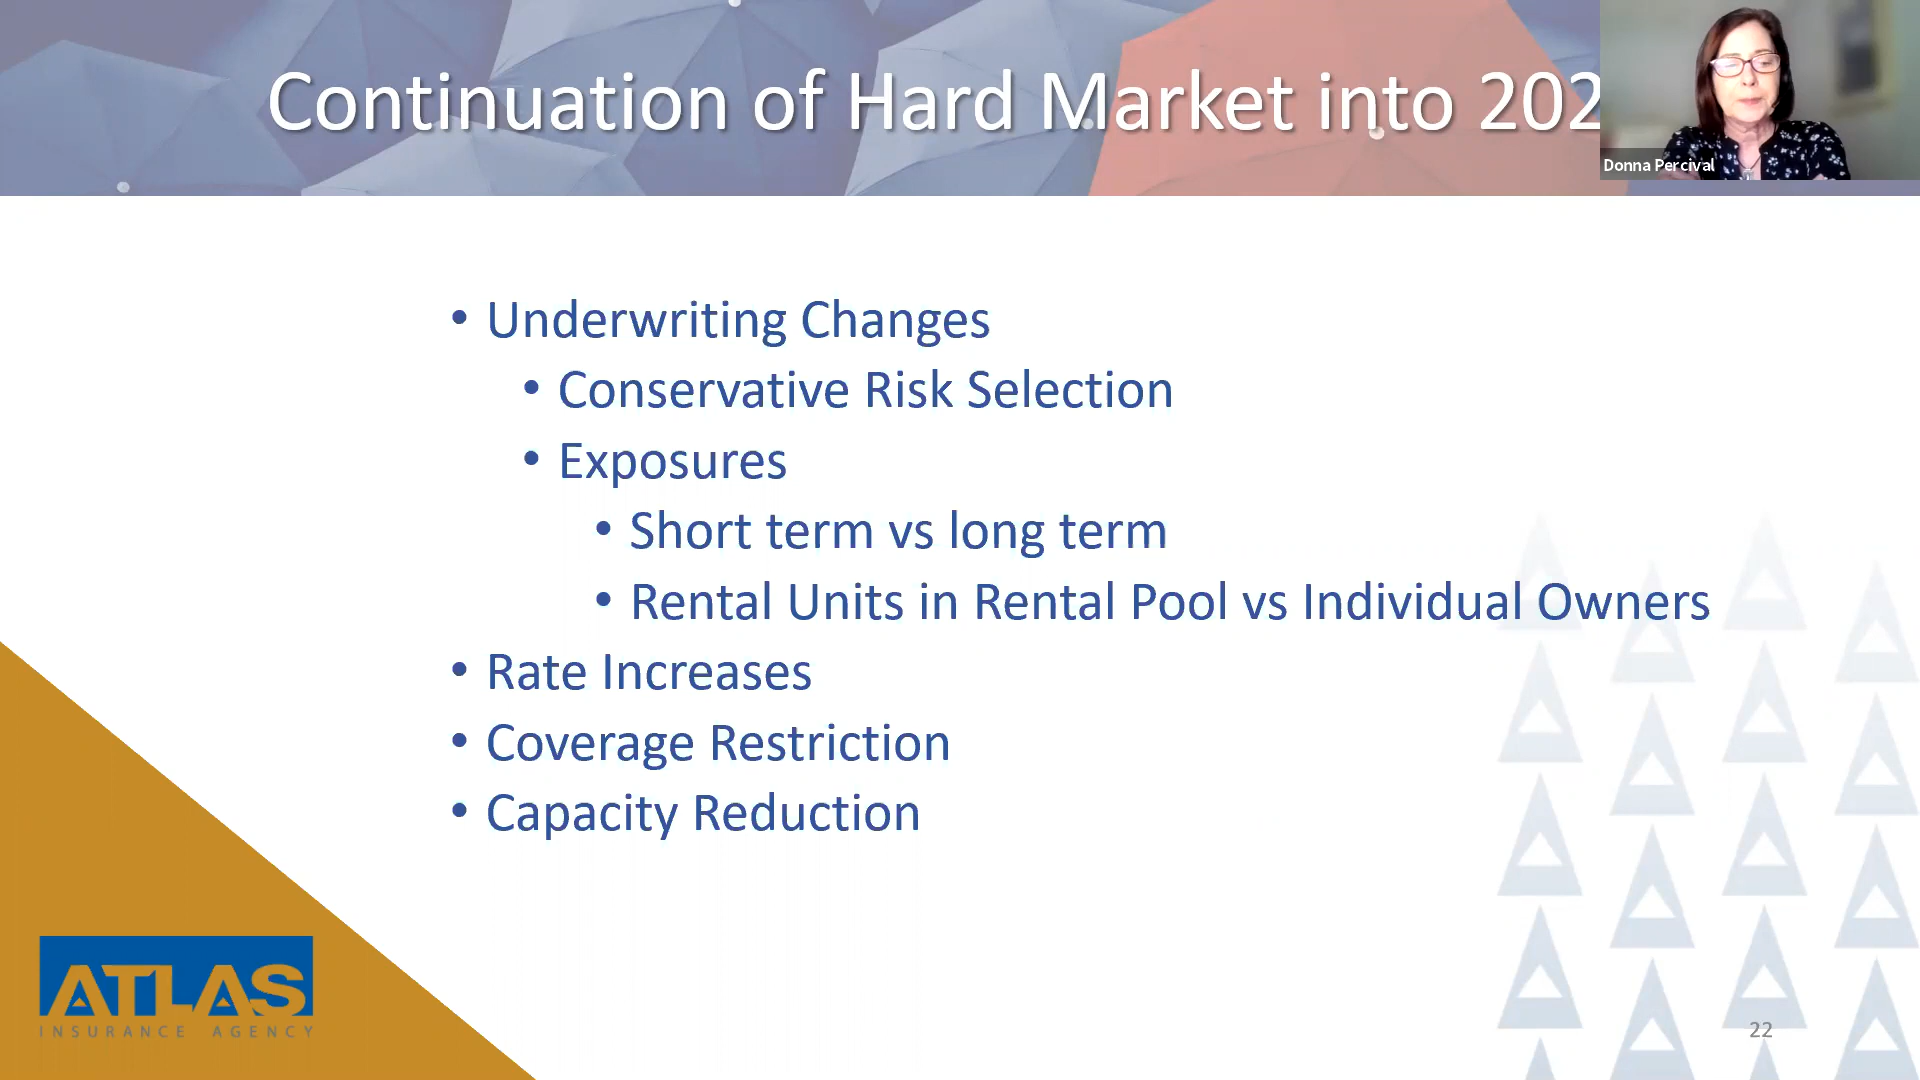 Continuation of Hard Market into 202
Donna Percival
• Underwriting Changes
• Conservative Risk Selection
• Exposures
• Short term vs long term
• Rental Units in Rental Pool vs Individual Owners
• Rate Increases
• Coverage Restriction
• Capacity Reduction
ATLAS
INSURANCE AGENCY
22